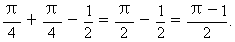 π/4 + π/4 − 1/2 = π/2 − 1/2 = (π − 1)/2.